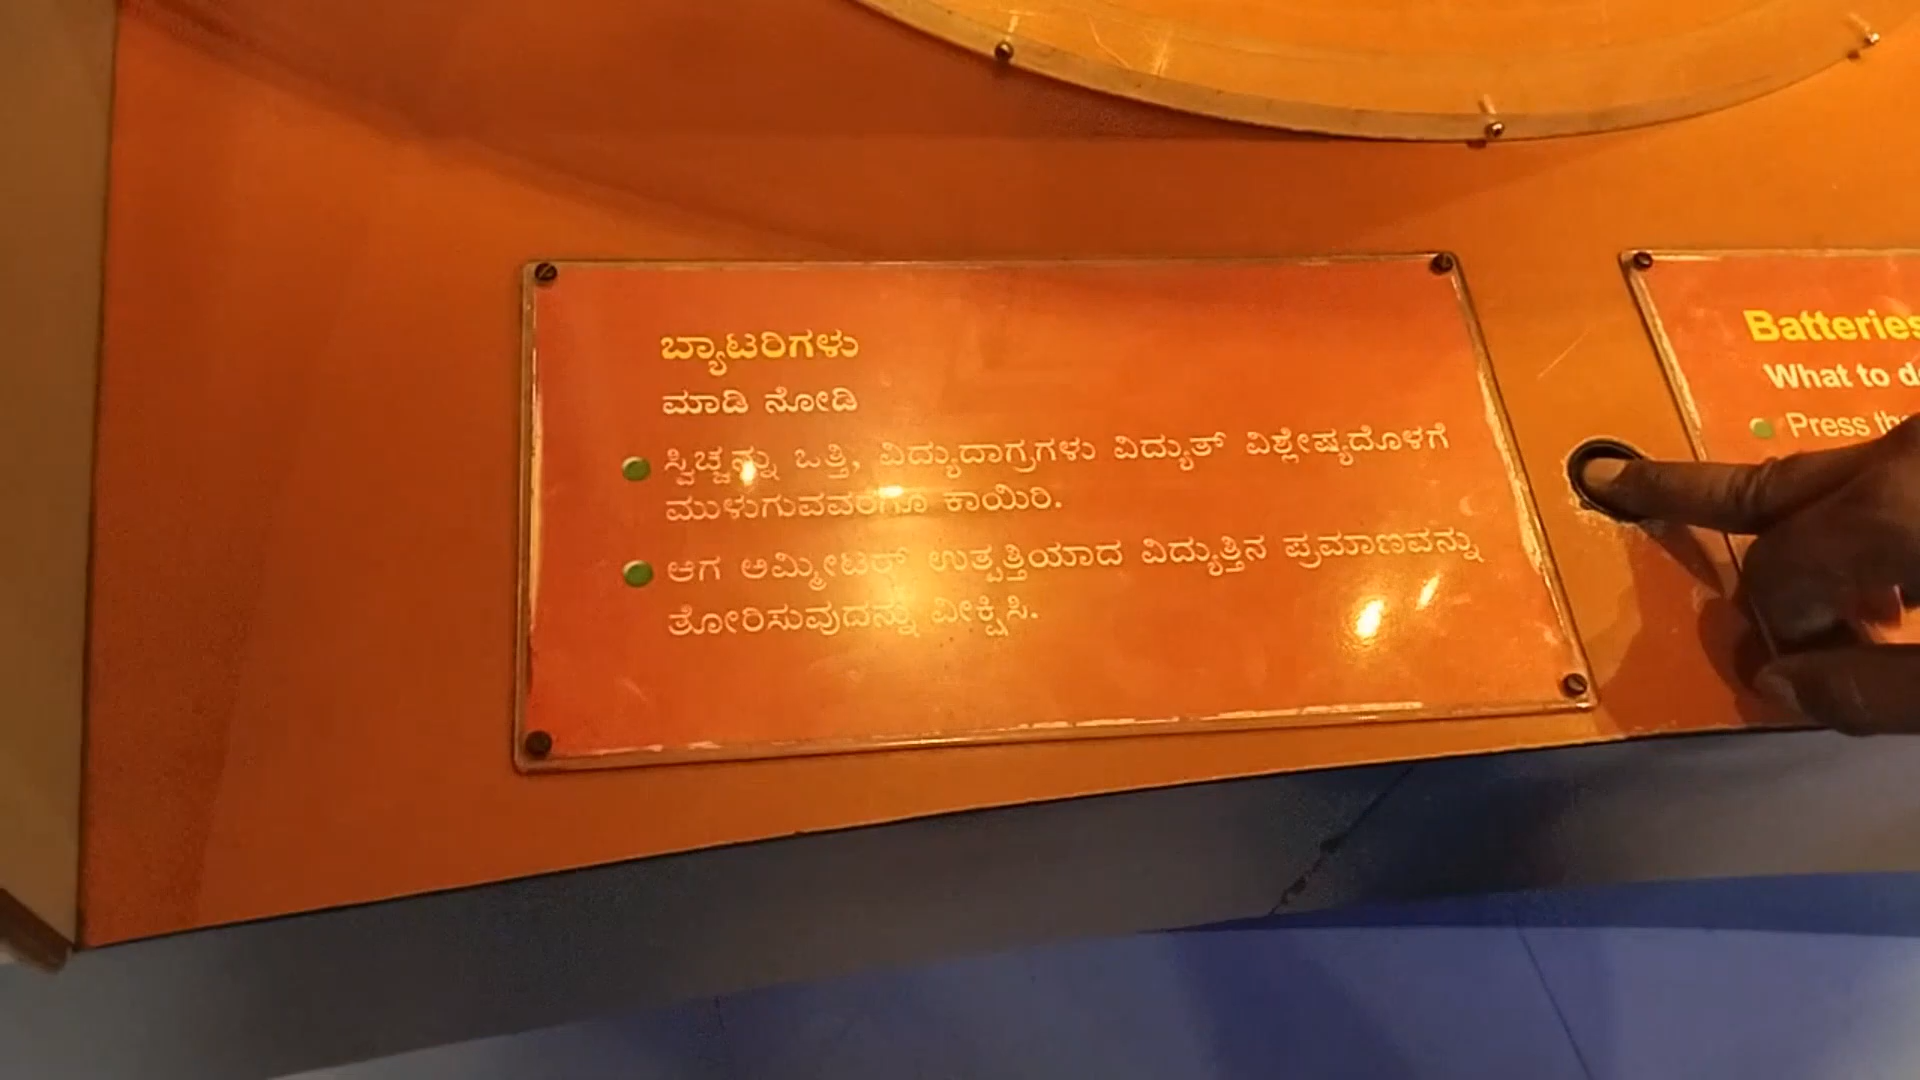 ಬ್ಯಾಟರಿಗಳು
ಮಾಡಿ ನೋಡಿ
ಸ್ವಿಚ್ಚನ್ನು ಒತ್ತಿ, ವಿದ್ಯುದಾಗ್ರಗಳು ವಿದ್ಯುತ್ ವಿಶ್ಲೇಷ್ಯದೊಳಗೆ
ಮುಳುಗುವವರೆಗೂ ಕಾಯಿರಿ.
ಆಗ ಅಮ್ಮೀಟರ್ ಉತ್ಪತ್ತಿಯಾದ ವಿದ್ಯುತ್ತಿನ ಪ್ರಮಾಣವನ್ನು
ತೋರಿಸುವುದನ್ನು ವೀಕ್ಷಿಸಿ.
Batteries
What to
Press